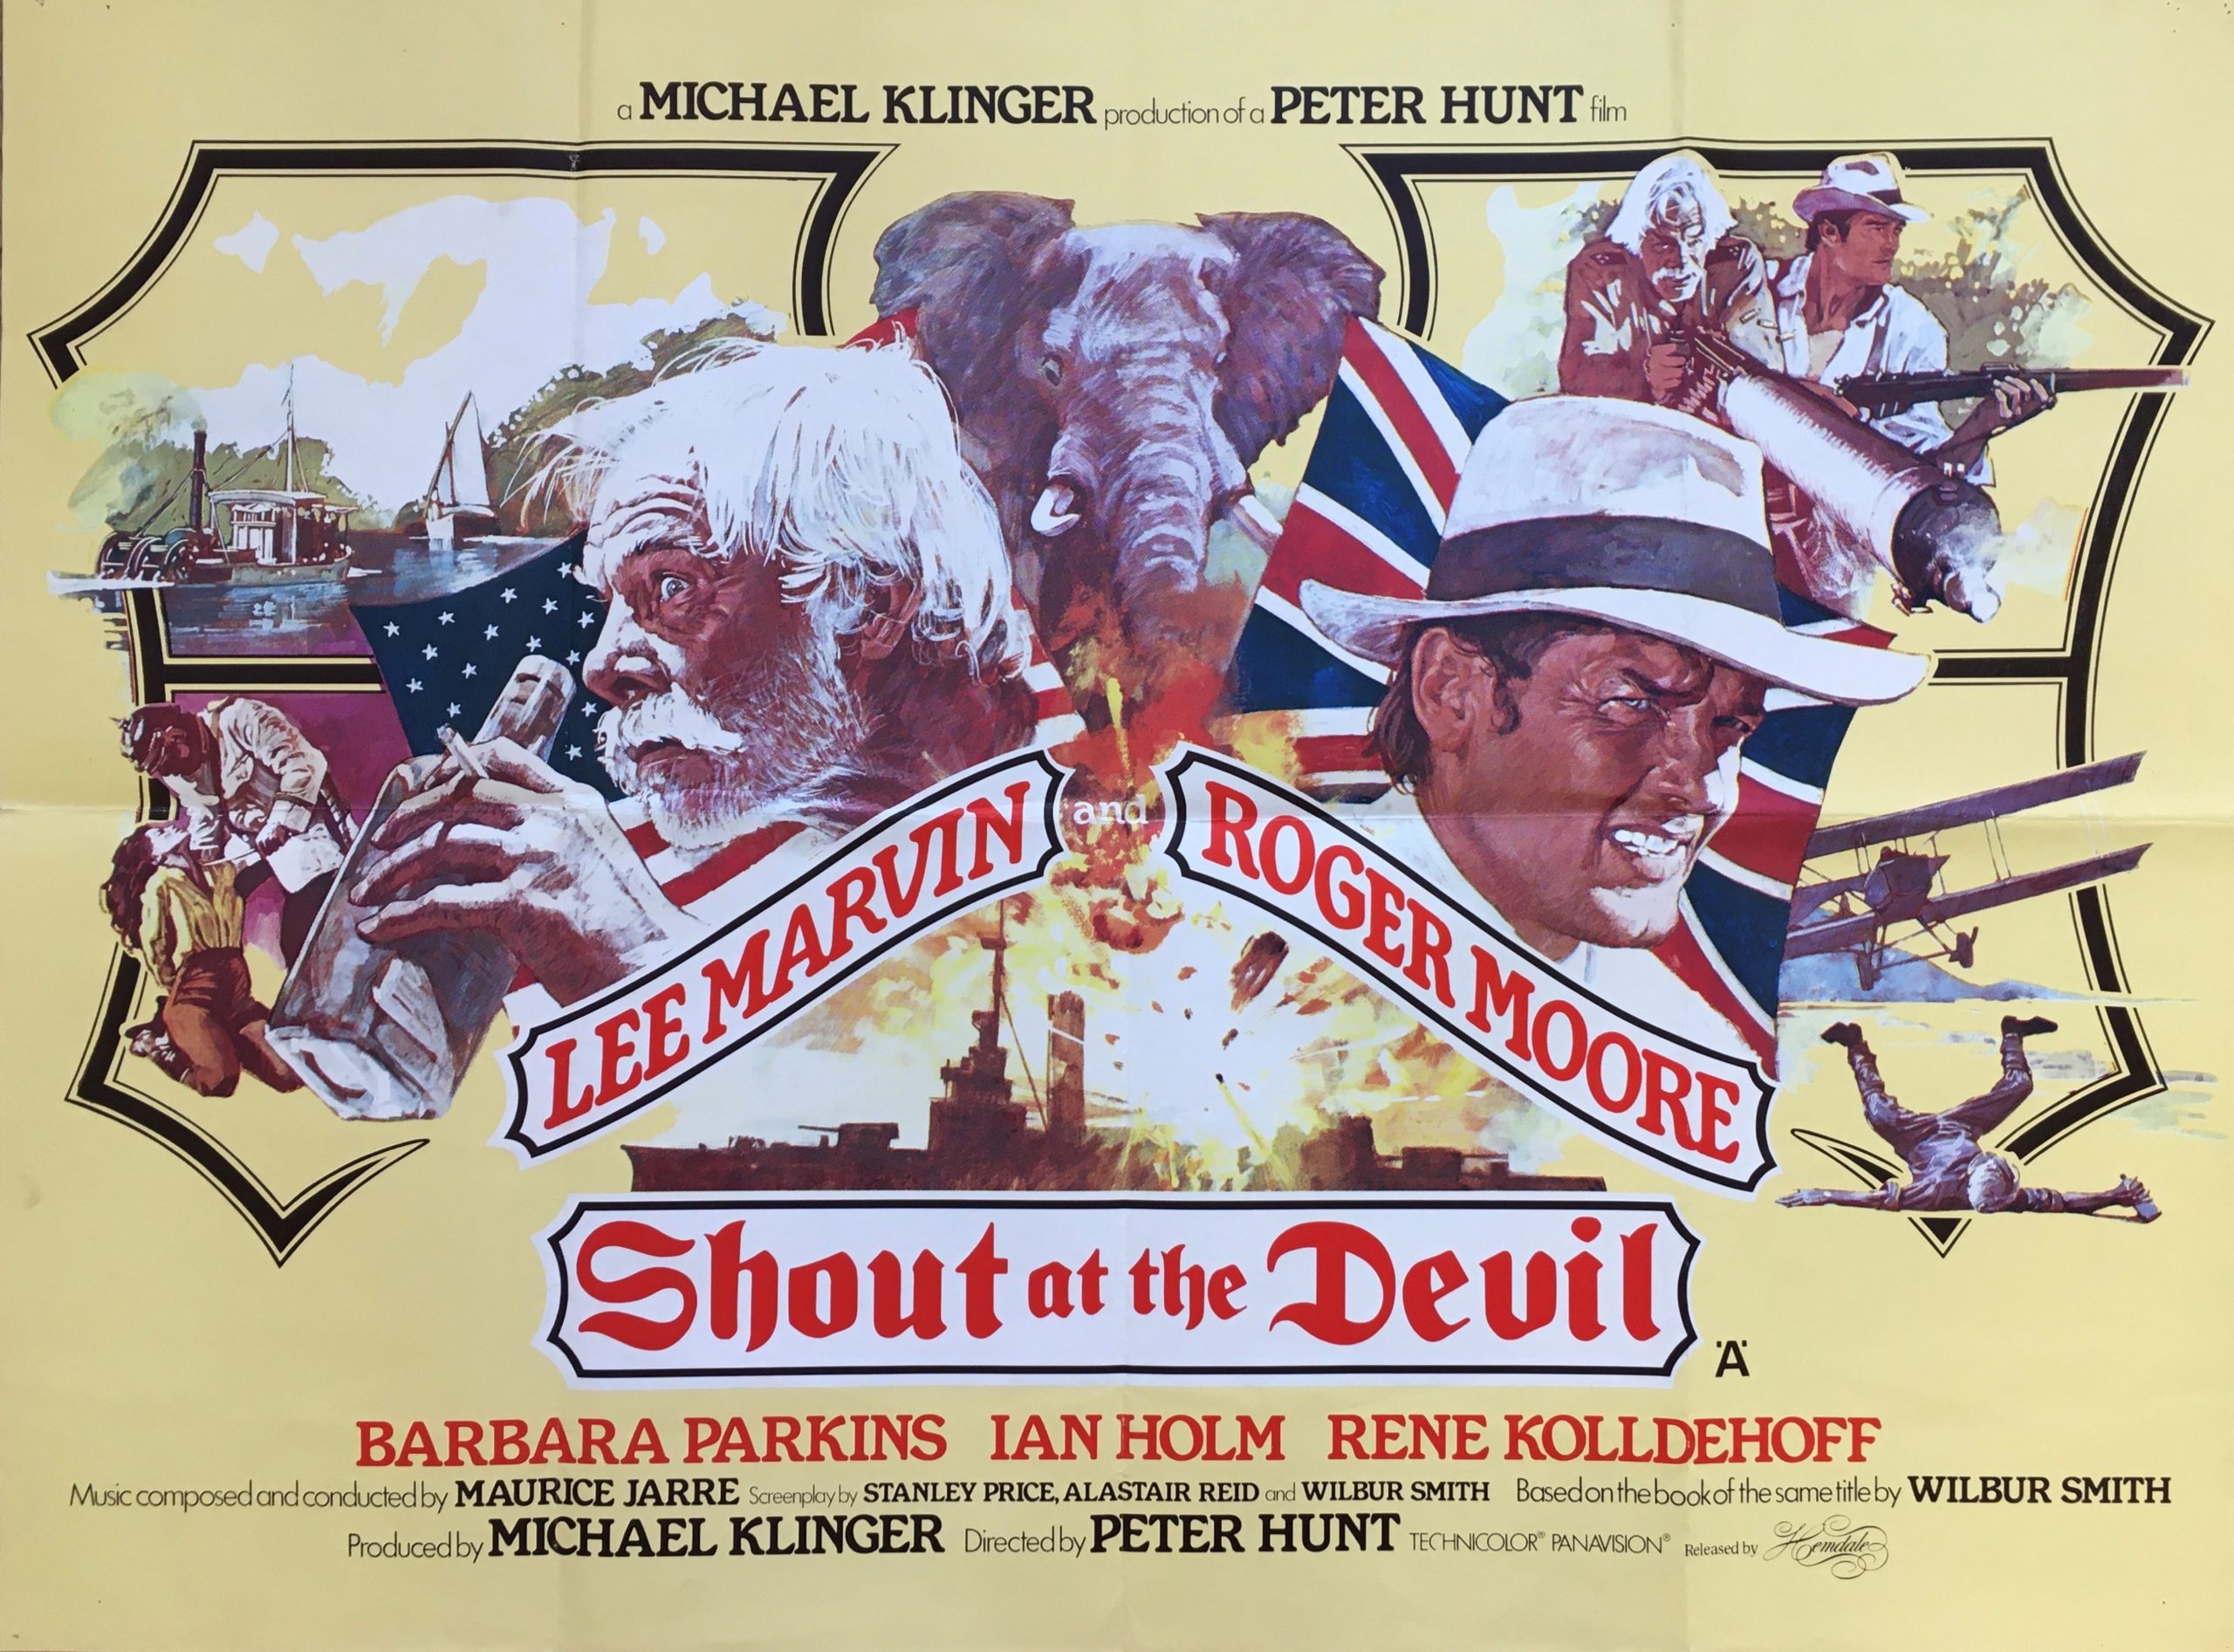 a MICHAEL KLINGER production of a PETER HUNT film
LEE MARVIN and ROGER MOORE
Shout at the Devil
'A'
BARBARA PARKINS IAN HOLM RENE KOLLDEHOFF
Music composed and conducted by MAURICE JARRE Screenplay by STANLEY PRICE, ALASTAIR REID and WILBUR SMITH Based on the book of the same title by WILBUR SMITH
Produced by MICHAEL KLINGER Directed by PETER HUNT TECHNICOLOR® PANAVISION® Released by Hemdale